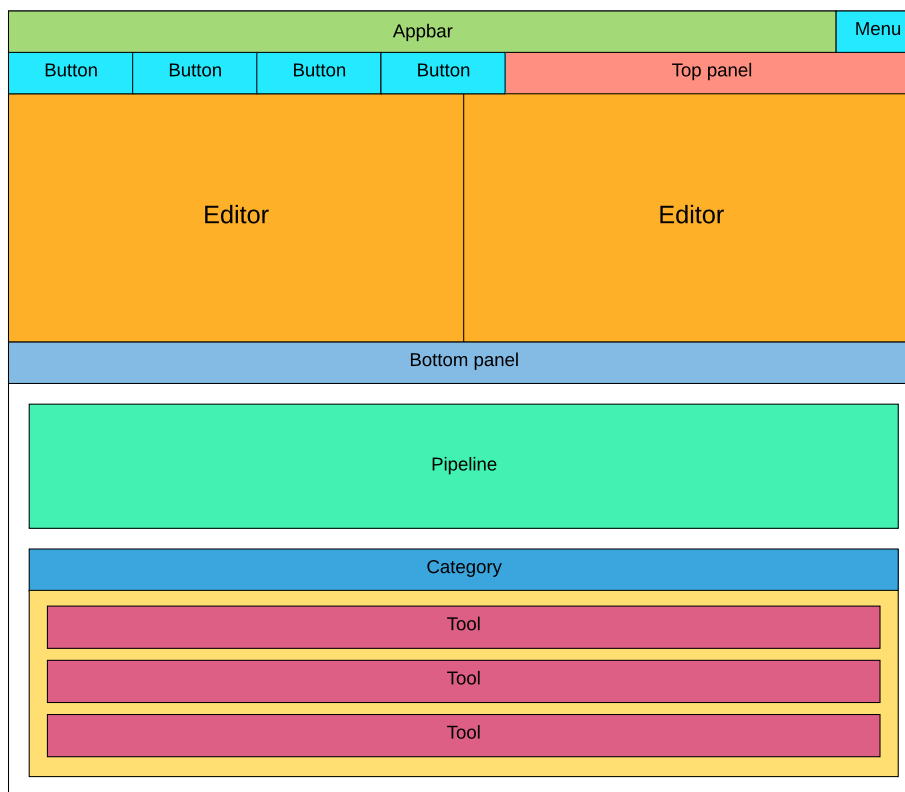 Appbar
Menu
Button
Button
Button
Button
Top panel
Editor
Editor
Bottom panel
Pipeline
Category
Tool
Tool
Tool